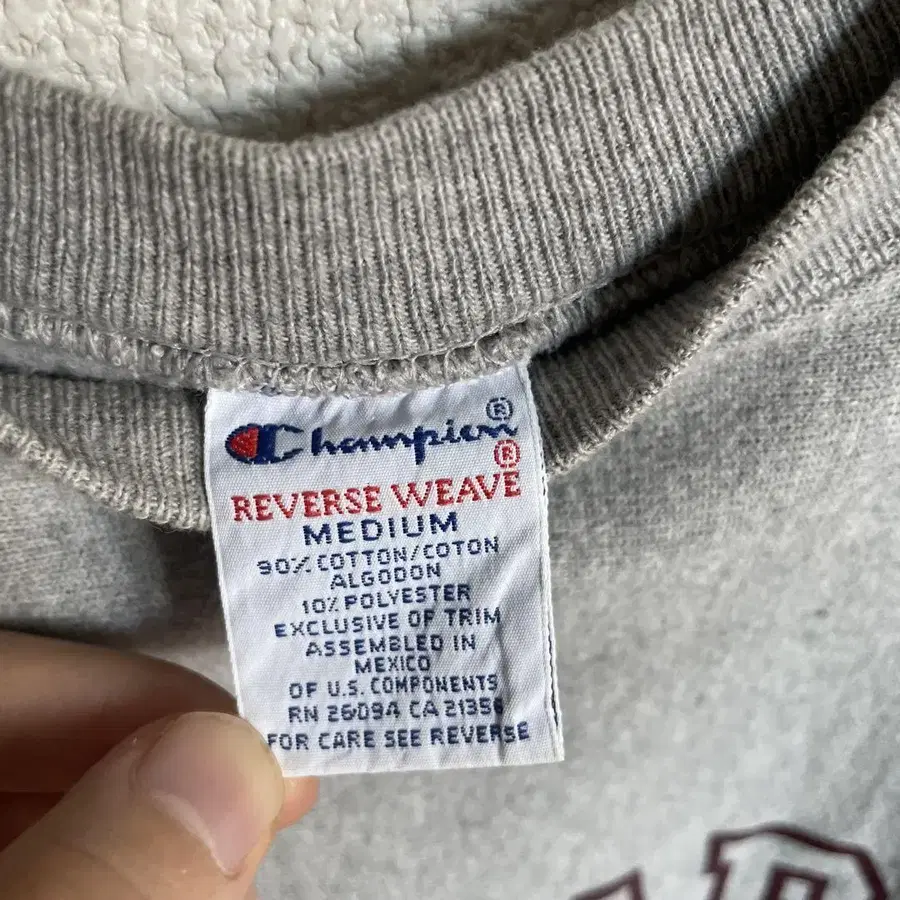 Champion®
REVERSE WEAVE®
MEDIUM
90% COTTON/COTON
ALGODON
10% POLYESTER
EXCLUSIVE OF TRIM
ASSEMBLED IN
MEXICO
OF U.S. COMPONENTS
RN 26094 CA 21356
FOR CARE SEE REVERSE